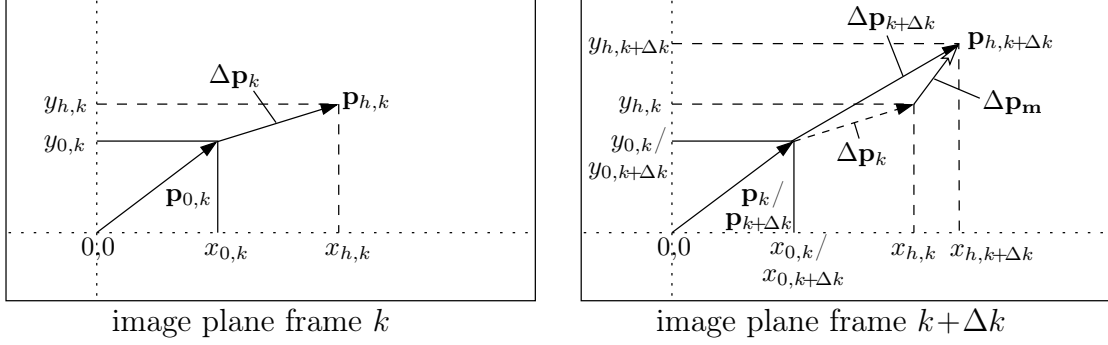 Δp_k
y_{h,k}
p_{h,k}
y_{0,k}
p_{0,k}
0,0
x_{0,k}
x_{h,k}
image plane frame k
Δp_{k+Δk}
y_{h,k+Δk}
p_{h,k+Δk}
y_{h,k}
Δp_m
y_{0,k}/
y_{0,k+Δk}
Δp_k
p_k/
p_{k+Δk}
0,0
x_{0,k}/
x_{0,k+Δk}
x_{h,k}
x_{h,k+Δk}
image plane frame k+Δk